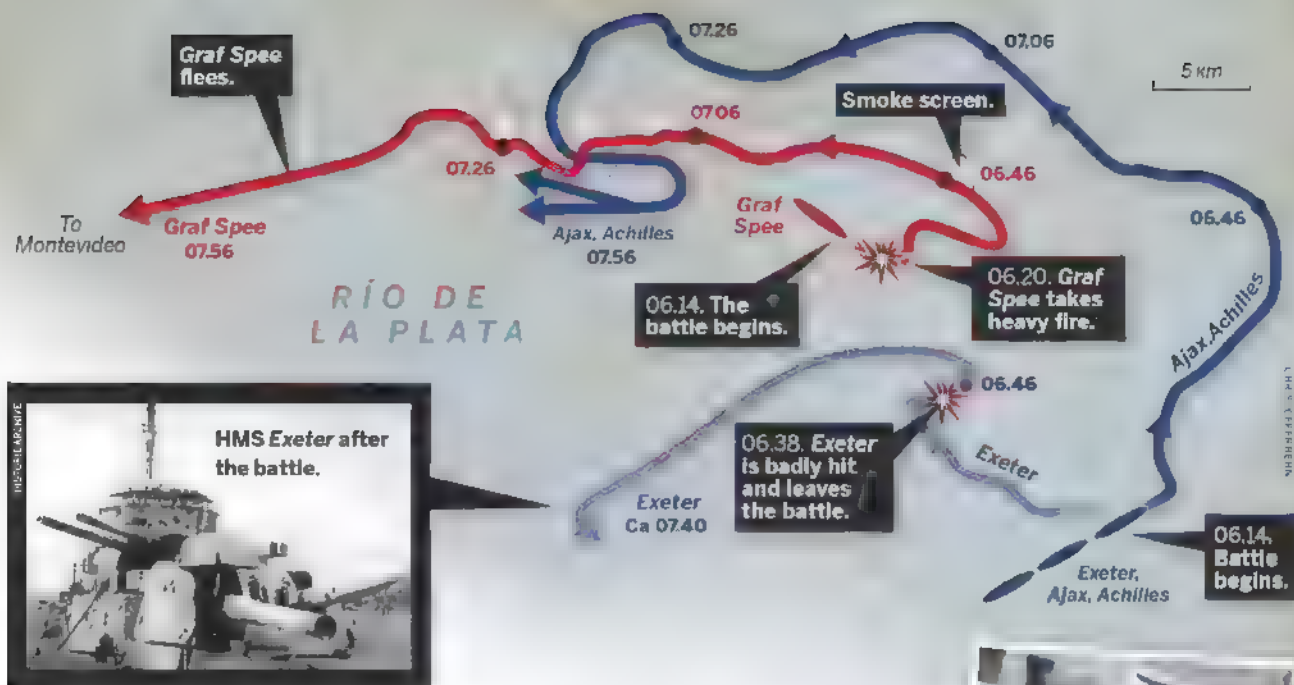 Graf Spee
flees.
07.26
07.06
5 KM
Smoke screen.
07.06
07.26
06.46
06.46
To
Montevideo
Graf Spee
07.56
Graf
Spee
Ajax, Achilles
07.56
06.14. The
battle begins.
06.20. Graf
Spee takes
heavy fire.
RÍO DE
LA PLATA
Ajax, Achilles
06.46
HISTORIE ARCHIVE
HMS Exeter after
the battle.
06.38. Exeter
is badly hit
and leaves
the battle.
Exeter
Exeter
Ca 07.40
06.14.
Battle
begins.
Exeter,
Ajax, Achilles